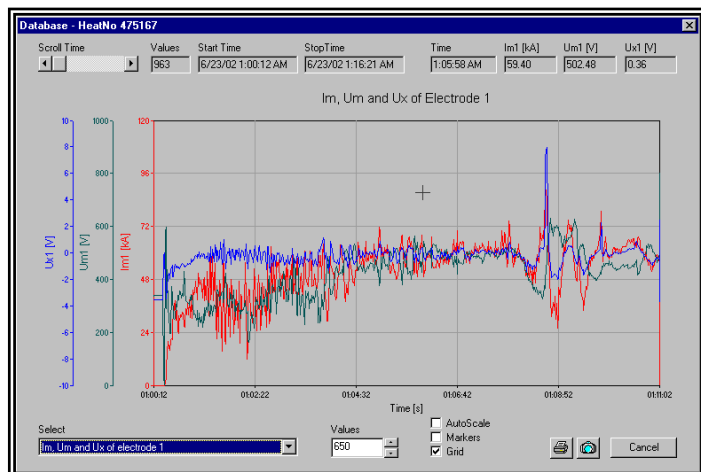 Database - HeatNo 475167
Scroll Time Values Start Time StopTime Time Im1 [kA] Um1 [V] Ux1 [V]
963 6/23/02 1:00:12 AM 6/23/02 1:16:21 AM 1:05:58 AM 59.40 502.48 0.36
Im, Um and Ux of Electrode 1
10 1000 120
8
800 96
6
4
600 72
2
Ux1 [V] 0 Um1 [V] Im1 [kA]
-2 400 48
-4
200 24
-6
-8
-10 0 0
01:00:12 01:02:22 01:04:32 01:06:42 01:08:52 01:11:02
Time [s]
Select Values AutoScale
Im, Um and Ux of electrode 1 650 Markers
Grid Cancel